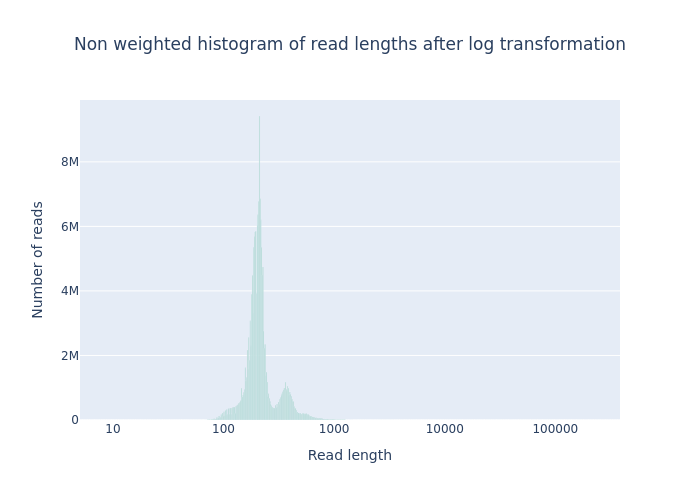 Non weighted histogram of read lengths after log transformation
Number of reads
8M
6M
4M
2M
0
10 100 1000 10000 100000
Read length